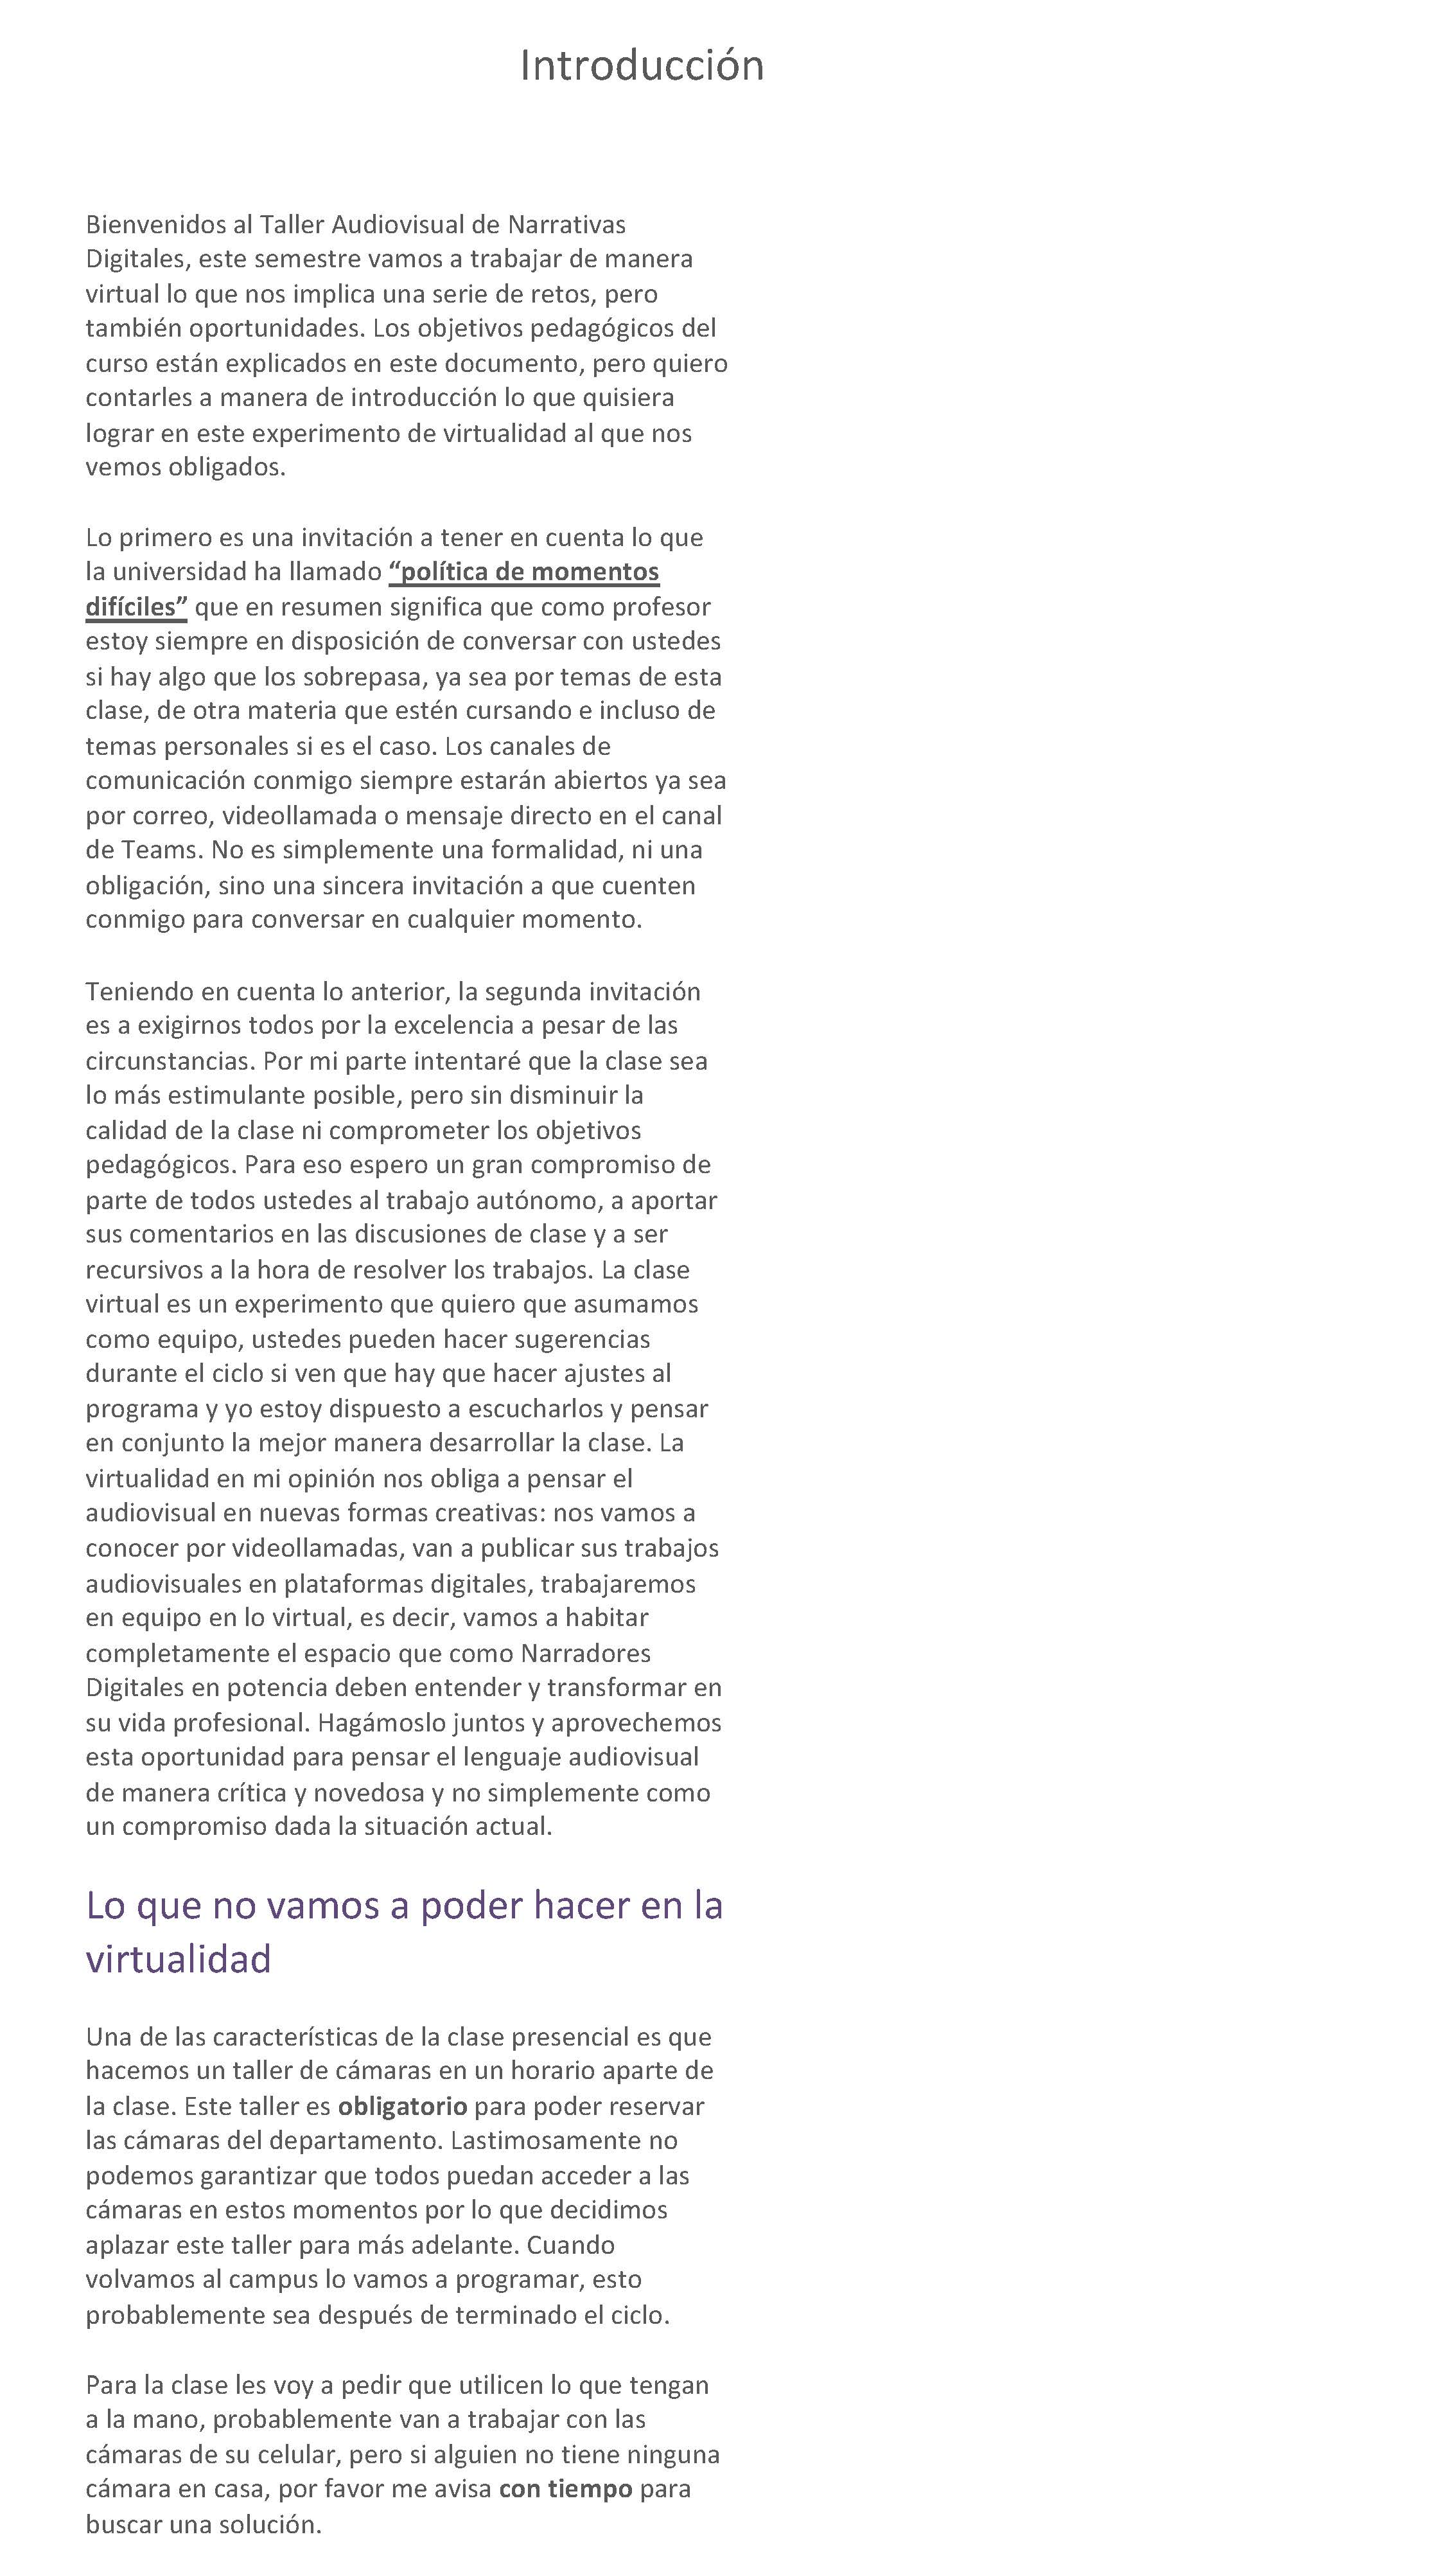 Introducción
Bienvenidos al Taller Audiovisual de Narrativas
Digitales, este semestre vamos a trabajar de manera
virtual lo que nos implica una serie de retos, pero
también oportunidades. Los objetivos pedagógicos del
curso están explicados en este documento, pero quiero
contarles a manera de introducción lo que quisiera
lograr en este experimento de virtualidad al que nos
vemos obligados.
Lo primero es una invitación a tener en cuenta lo que
la universidad ha llamado “política de momentos
difíciles” que en resumen significa que como profesor
estoy siempre en disposición de conversar con ustedes
si hay algo que los sobrepasa, ya sea por temas de esta
clase, de otra materia que estén cursando e incluso de
temas personales si es el caso. Los canales de
comunicación conmigo siempre estarán abiertos ya sea
por correo, videollamada o mensaje directo en el canal
de Teams. No es simplemente una formalidad, ni una
obligación, sino una sincera invitación a que cuenten
conmigo para conversar en cualquier momento.
Teniendo en cuenta lo anterior, la segunda invitación
es a exigirnos todos por la excelencia a pesar de las
circunstancias. Por mi parte intentaré que la clase sea
lo más estimulante posible, pero sin disminuir la
calidad de la clase ni comprometer los objetivos
pedagógicos. Para eso espero un gran compromiso de
parte de todos ustedes al trabajo autónomo, a aportar
sus comentarios en las discusiones de clase y a ser
recursivos a la hora de resolver los trabajos. La clase
virtual es un experimento que quiero que asumamos
como equipo, ustedes pueden hacer sugerencias
durante el ciclo si ven que hay que hacer ajustes al
programa y yo estoy dispuesto a escucharlos y pensar
en conjunto la mejor manera desarrollar la clase. La
virtualidad en mi opinión nos obliga a pensar el
audiovisual en nuevas formas creativas: nos vamos a
conocer por videollamadas, van a publicar sus trabajos
audiovisuales en plataformas digitales, trabajaremos
en equipo en lo virtual, es decir, vamos a habitar
completamente el espacio que como Narradores
Digitales en potencia deben entender y transformar en
su vida profesional. Hagámoslo juntos y aprovechemos
esta oportunidad para pensar el lenguaje audiovisual
de manera crítica y novedosa y no simplemente como
un compromiso dada la situación actual.
Lo que no vamos a poder hacer en la
virtualidad
Una de las características de la clase presencial es que
hacemos un taller de cámaras en un horario aparte de
la clase. Este taller es obligatorio para poder reservar
las cámaras del departamento. Lastimosamente no
podemos garantizar que todos puedan acceder a las
cámaras en estos momentos por lo que decidimos
aplazar este taller para más adelante. Cuando
volvamos al campus lo vamos a programar, esto
probablemente sea después de terminado el ciclo.
Para la clase les voy a pedir que utilicen lo que tengan
a la mano, probablemente van a trabajar con las
cámaras de su celular, pero si alguien no tiene ninguna
cámara en casa, por favor me avisa con tiempo para
buscar una solución.